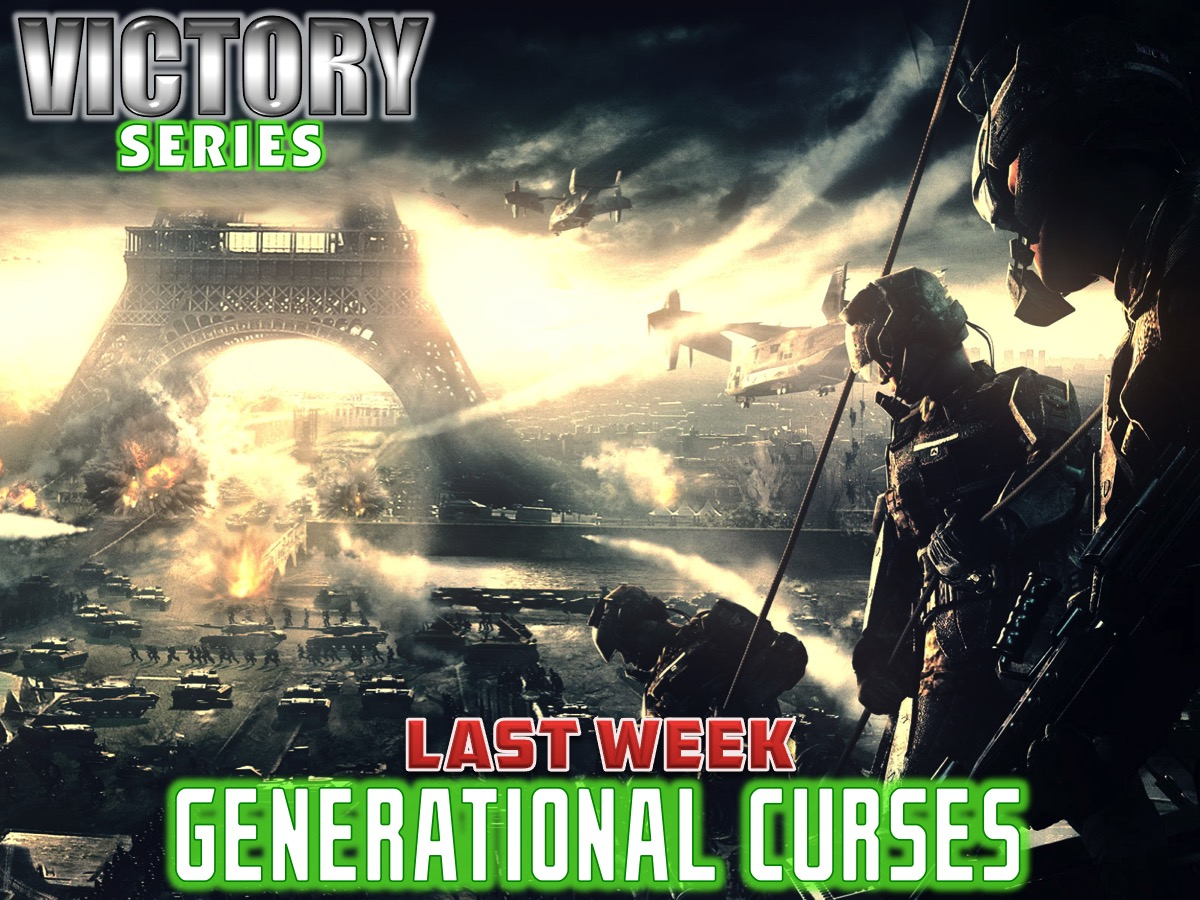 VICTORY
SERIES
LAST WEEK
GENERATIONAL CURSES